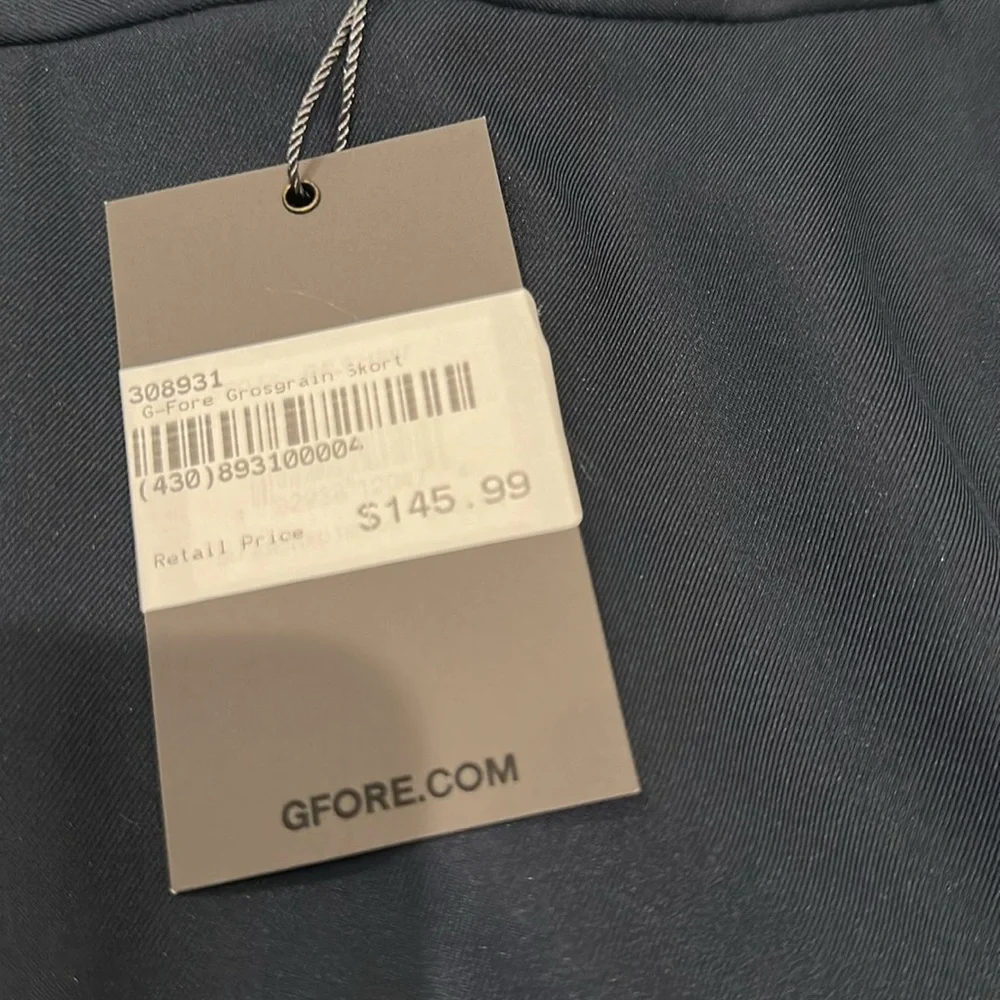 308931
G-Fore Grosgrain Skort
(430)893100004
$145.99
Retail Price
GFORE.COM